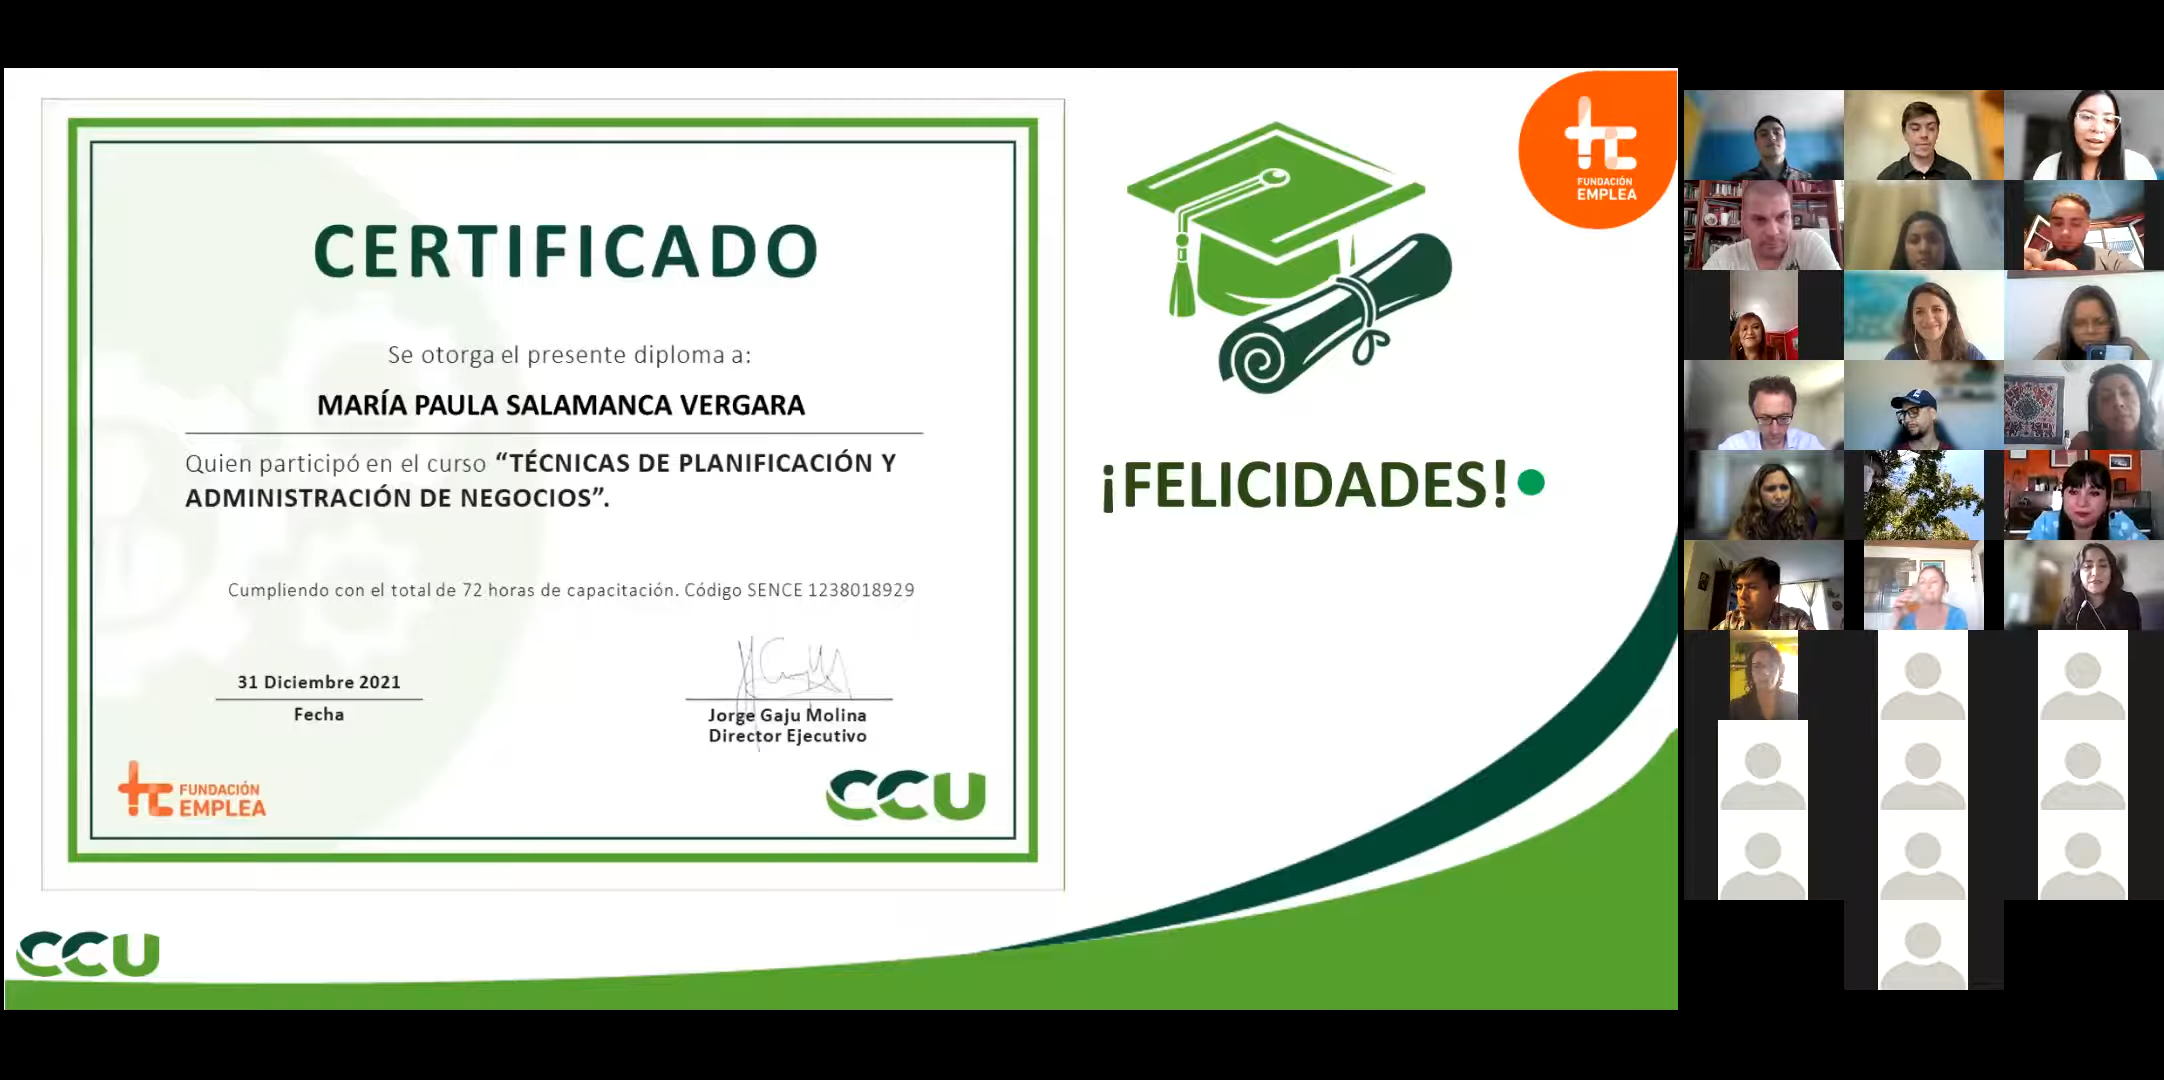 CERTIFICADO
Se otorga el presente diploma a:
MARÍA PAULA SALAMANCA VERGARA
Quien participó en el curso “TÉCNICAS DE PLANIFICACIÓN Y
ADMINISTRACIÓN DE NEGOCIOS”.
Cumpliendo con el total de 72 horas de capacitación. Código SENCE 1238018929
31 Diciembre 2021
Fecha
Jorge Gaju Molina
Director Ejecutivo
FUNDACIÓN
EMPLEA
CCU
CCU
¡FELICIDADES!
FUNDACIÓN
EMPLEA